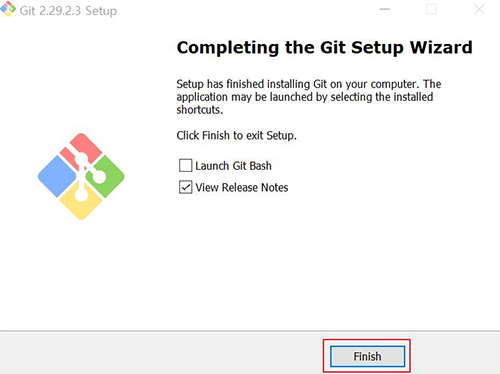 Git 2.29.2.3 Setup
Completing the Git Setup Wizard
Setup has finished installing Git on your computer. The
application may be launched by selecting the installed
shortcuts.
Click Finish to exit Setup.
Launch Git Bash
View Release Notes
Finish